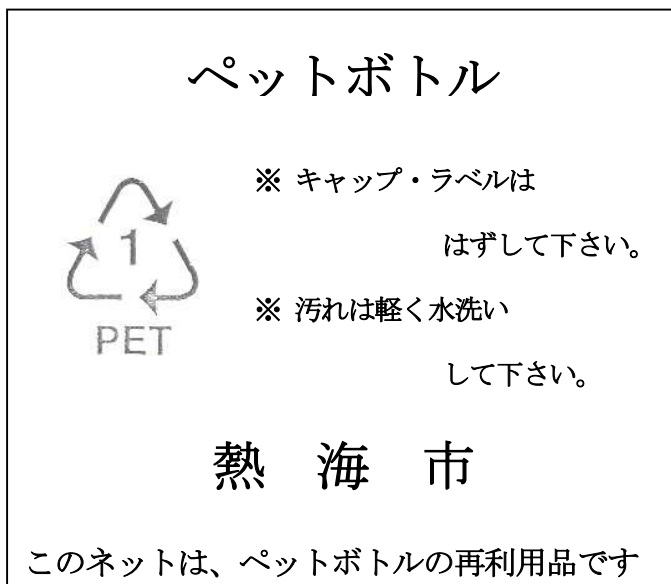 ペットボトル
※ キャップ・ラベルは
はずして下さい。
1
PET
※ 汚れは軽く水洗い
して下さい。
熱 海 市
このネットは、ペットボトルの再利用品です